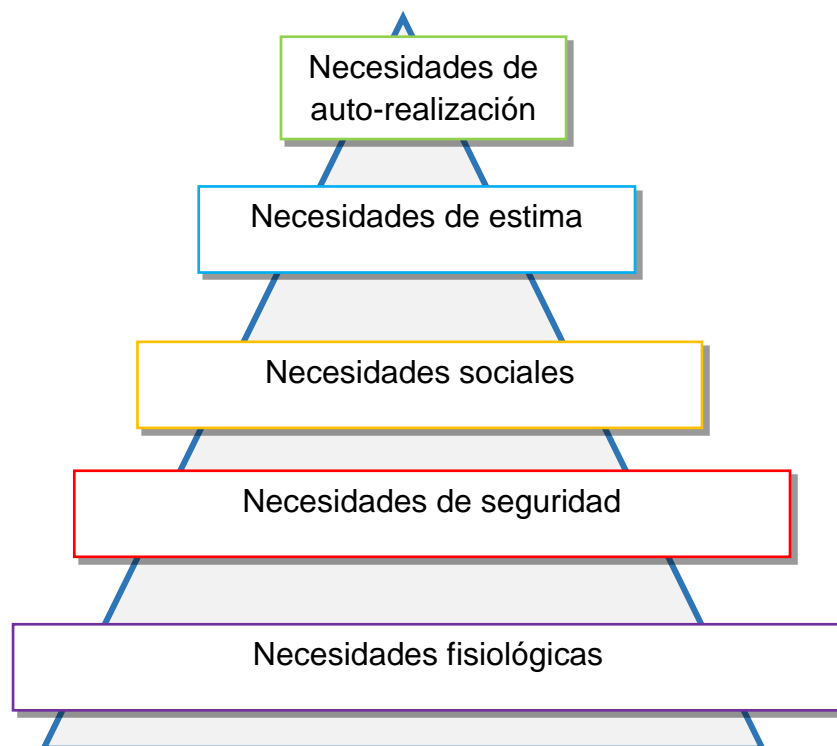 Necesidades de
auto-realización
Necesidades de estima
Necesidades sociales
Necesidades de seguridad
Necesidades fisiológicas